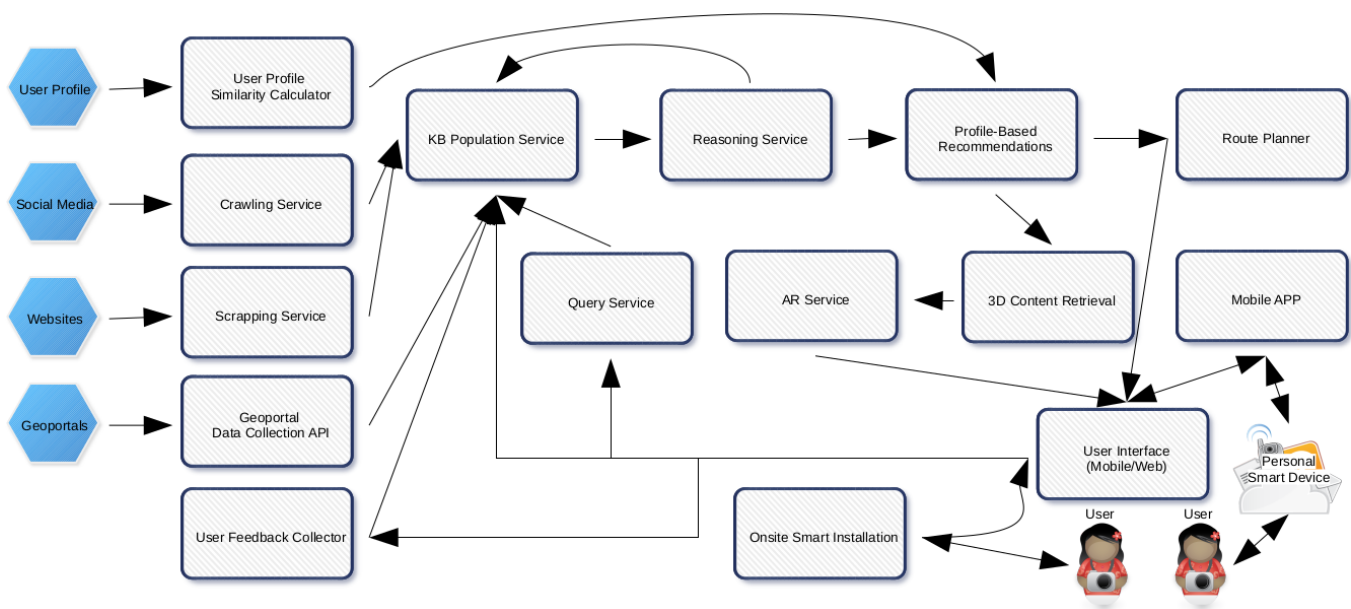 User Profile
User Profile
Similarity Calculator
KB Population Service
Reasoning Service
Profile-Based
Recommendations
Route Planner
Social Media
Crawling Service
Websites
Scrapping Service
Query Service
AR Service
3D Content Retrieval
Mobile APP
Geoportals
Geoportal
Data Collection API
User Interface
(Mobile/Web)
Personal
Smart Device
User Feedback Collector
Onsite Smart Installation
User
User